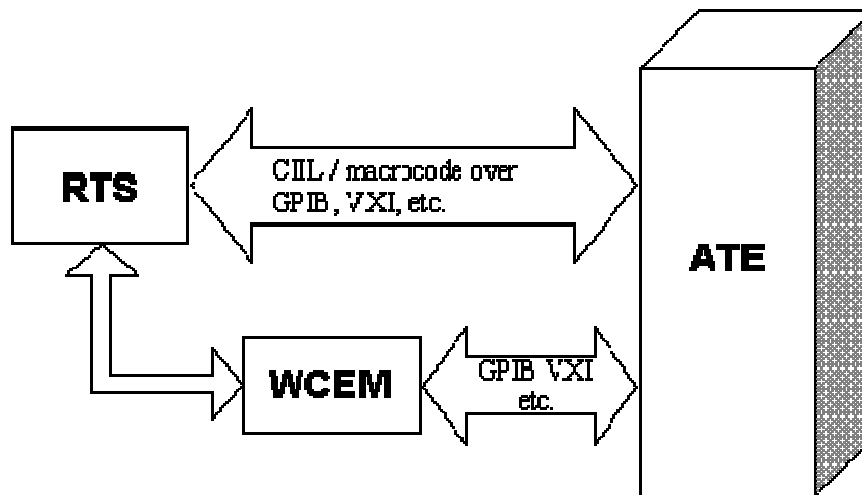 RTS
CIIL / macrocode over
GPIB, VXI, etc.
ATE
WCEM
GPIB VXI
etc.